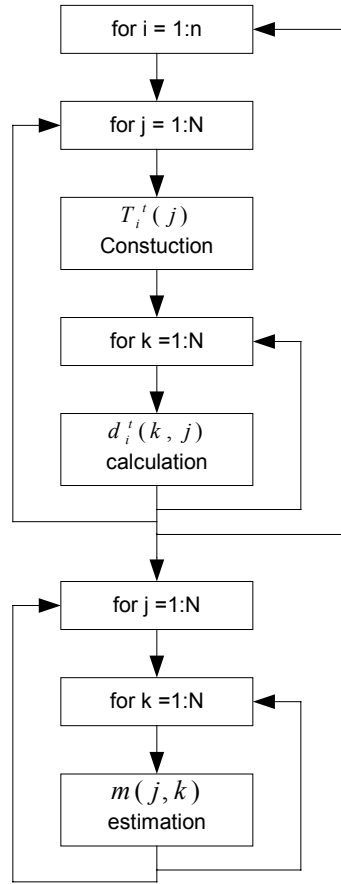 for i = 1:n
for j = 1:N
T_i^t(j)
Constuction
for k =1:N
d_i^t(k, j)
calculation
for j =1:N
for k =1:N
m(j,k)
estimation